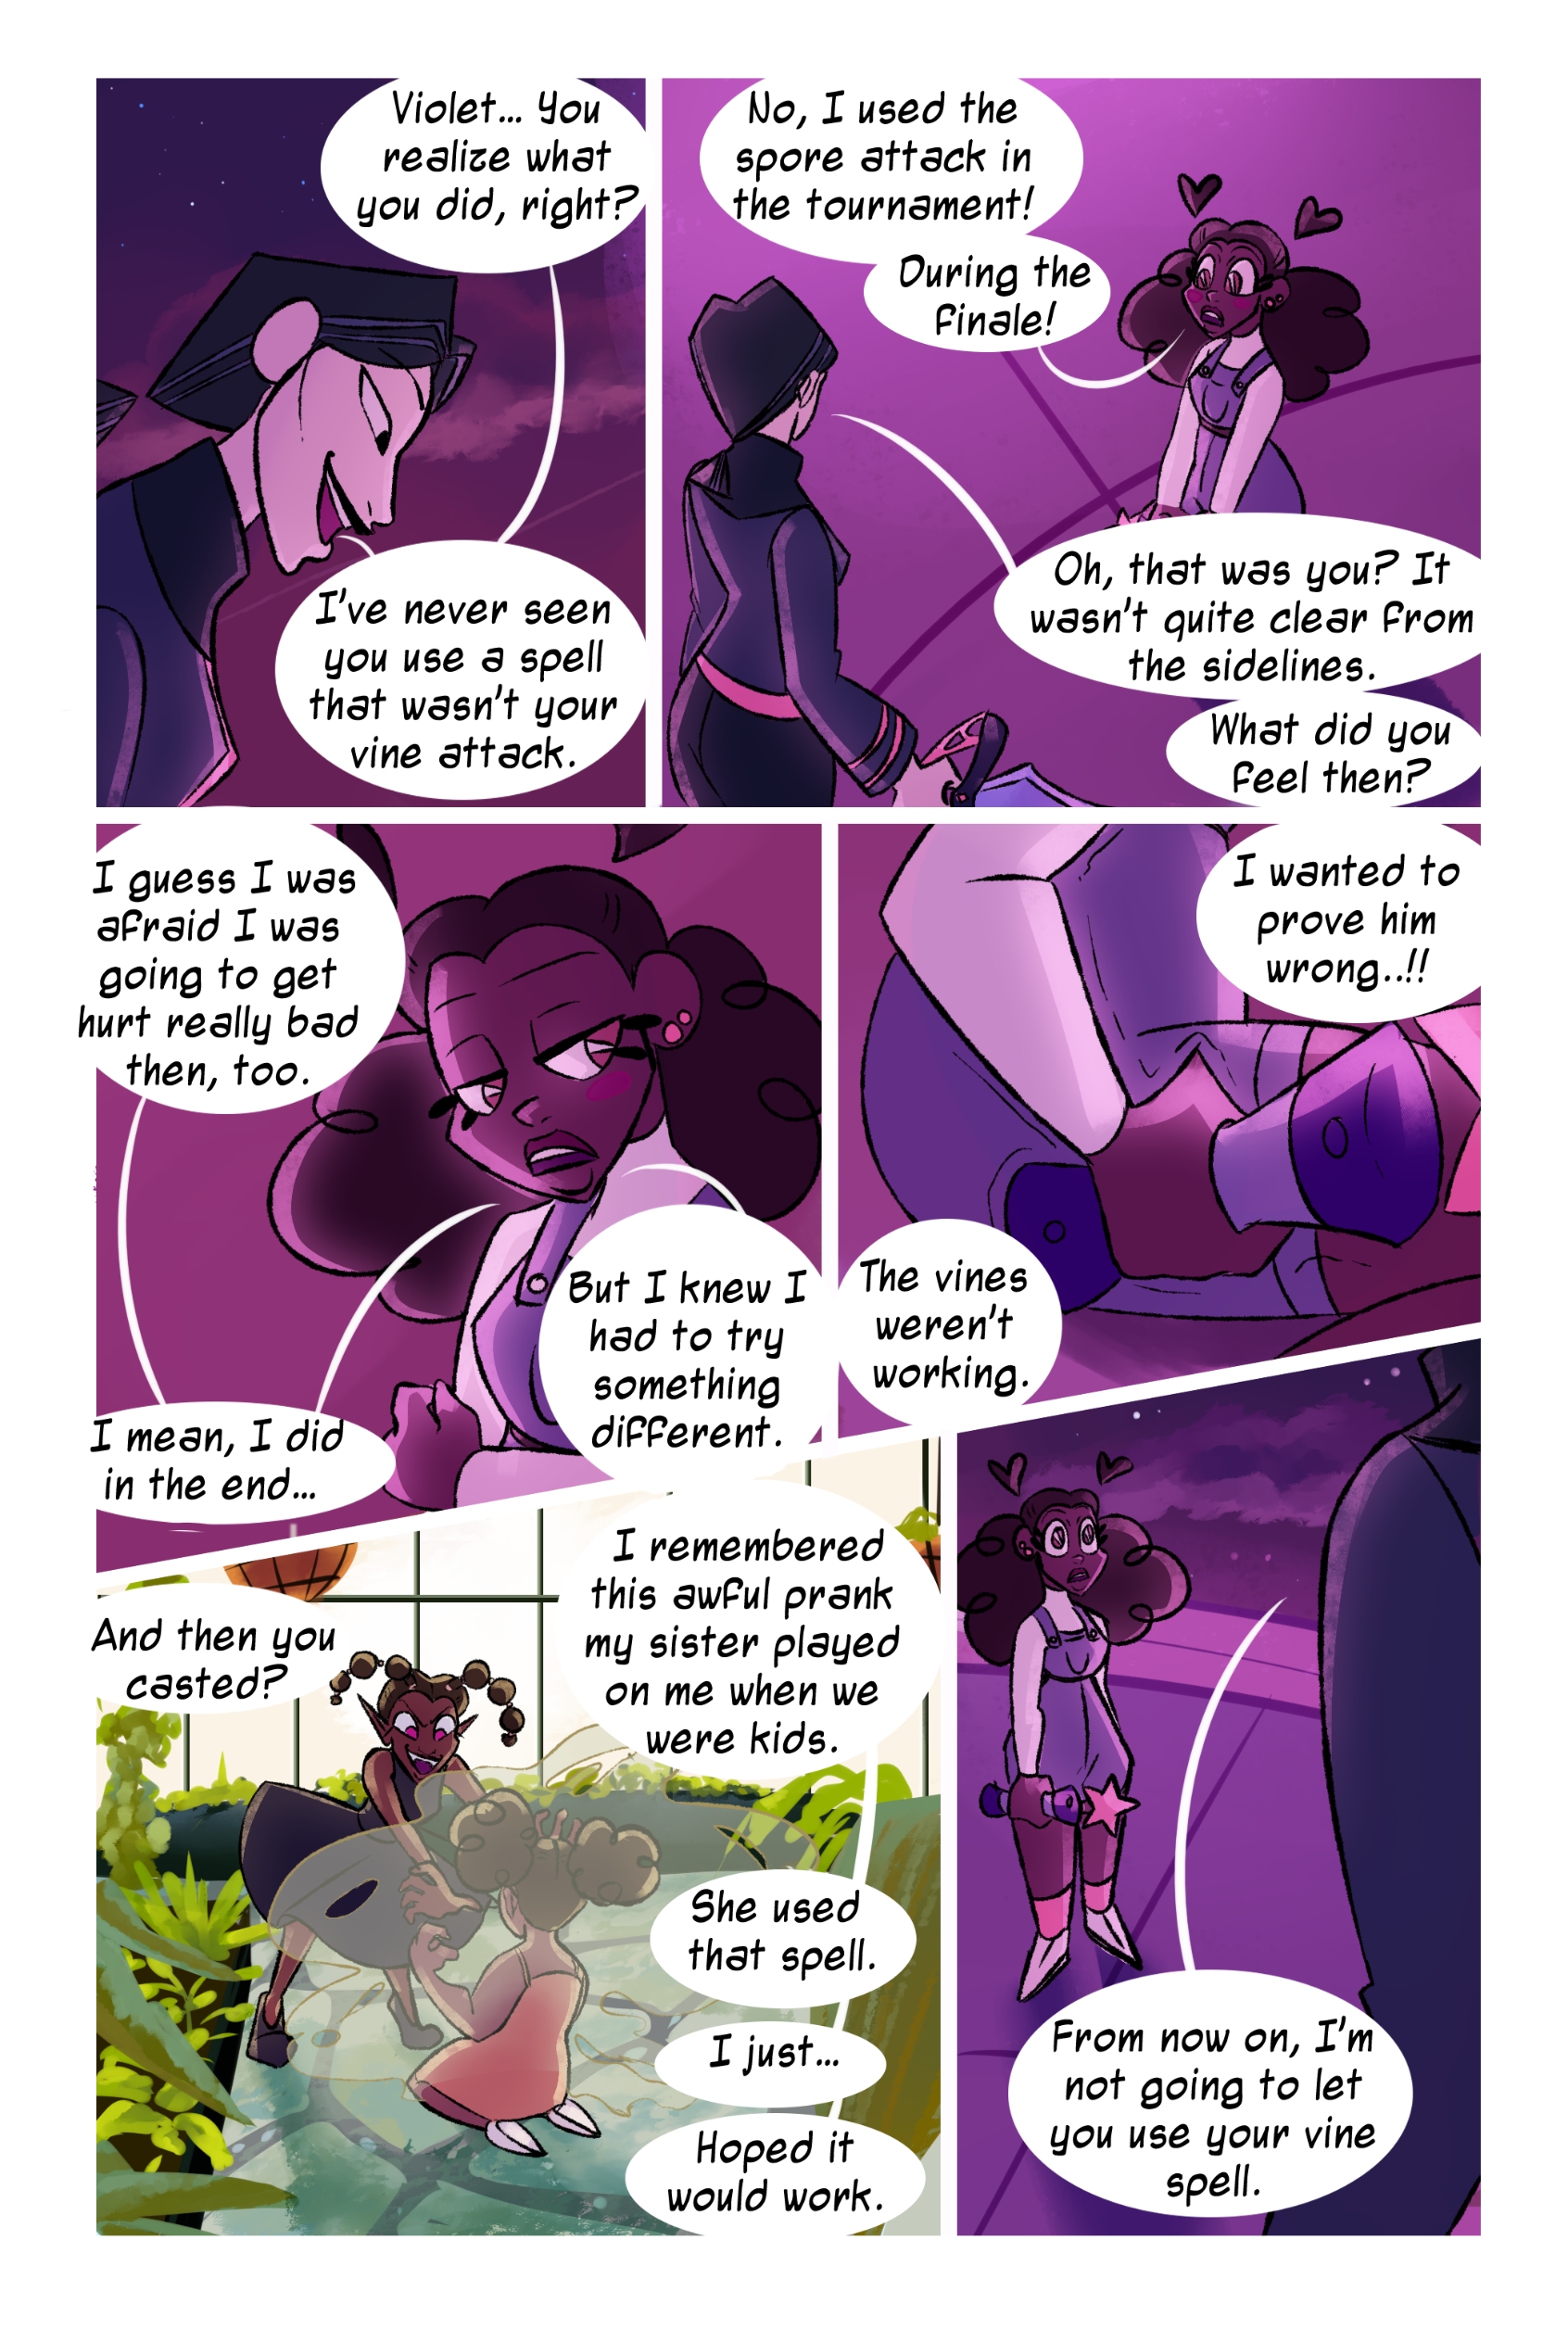 Violet... You
realize what
you did, right?
I've never seen
you use a spell
that wasn't your
vine attack.
No, I used the
spore attack in
the tournament!
During the
finale!
Oh, that was you? It
wasn't quite clear from
the sidelines.
What did you
feel then?
I guess I was
afraid I was
going to get
hurt really bad
then, too.
I mean, I did
in the end...
But I knew I
had to try
something
different.
I wanted to
prove him
wrong..!!
The vines
weren't
working.
And then you
casted?
I remembered
this awful prank
my sister played
on me when we
were kids.
She used
that spell.
I just...
Hoped it
would work.
From now on, I'm
not going to let
you use your vine
spell.